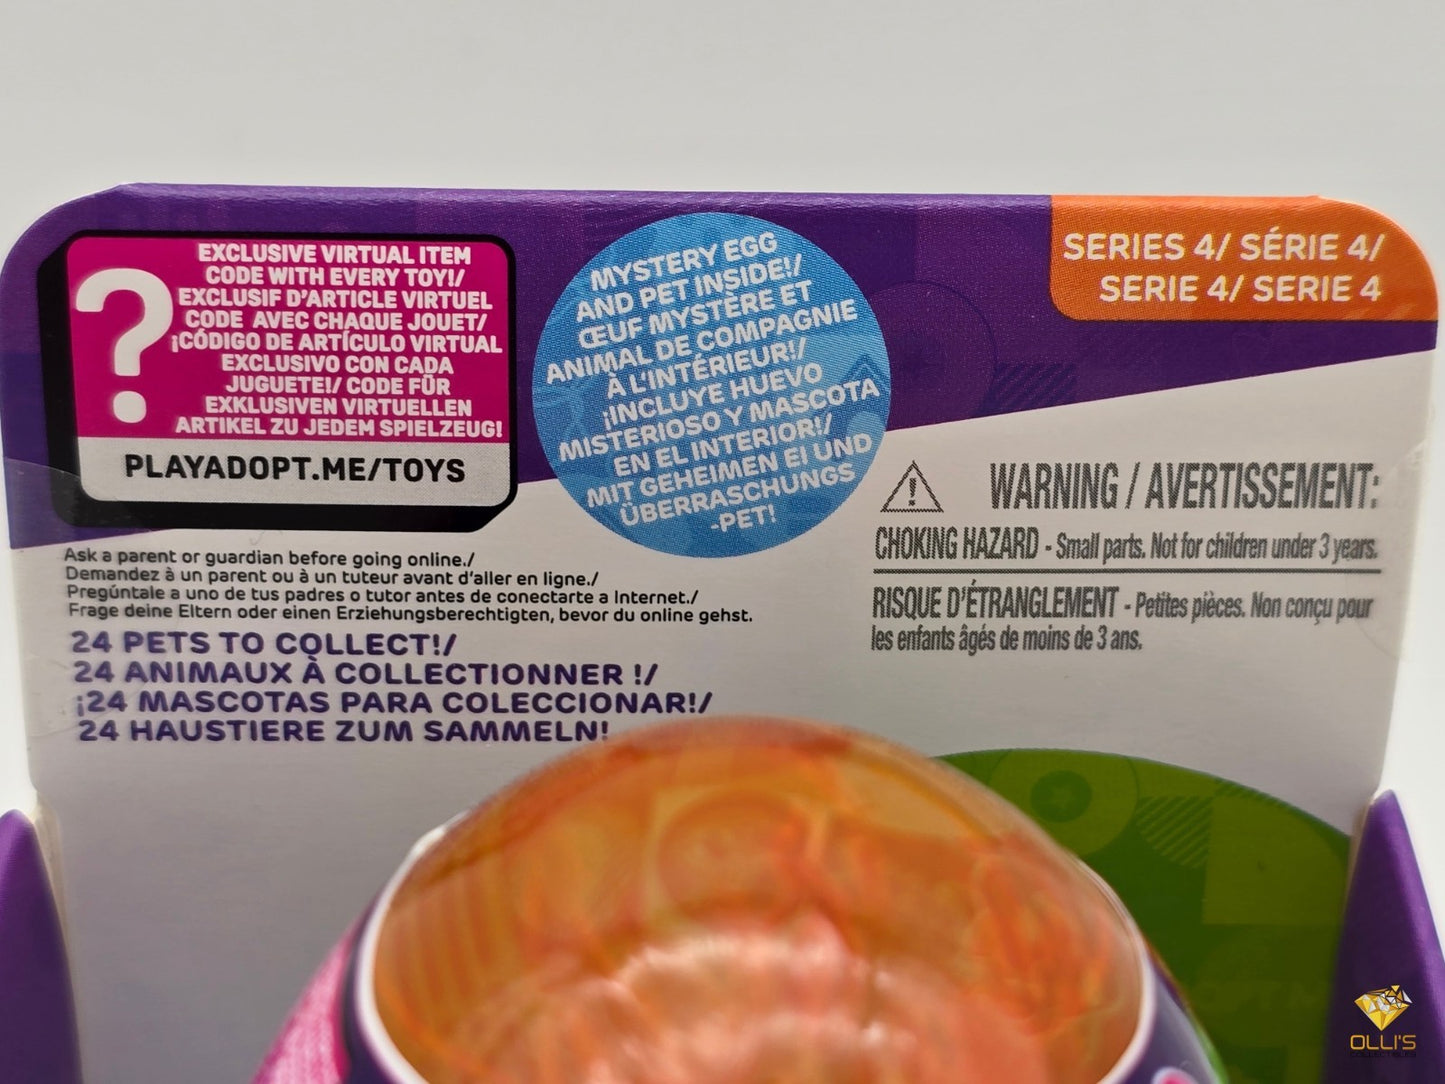 EXCLUSIVE VIRTUAL ITEM
CODE WITH EVERY TOY!/
EXCLUSIF D'ARTICLE VIRTUEL
CODE AVEC CHAQUE JOUET/
¡CÓDIGO DE ARTÍCULO VIRTUAL
EXCLUSIVO CON CADA
JUGUETE!/ CODE FÜR
EXKLUSIVEN VIRTUELLEN
ARTIKEL ZU JEDEM SPIELZEUG!
?
PLAYADOPT.ME/TOYS
MYSTERY EGG
AND PET INSIDE!/
ŒUF MYSTÈRE ET
ANIMAL DE COMPAGNIE
À L'INTÉRIEUR!/
¡INCLUYE HUEVO
MISTERIOSO Y MASCOTA
EN EL INTERIOR!/
MIT GEHEIMEN EI UND
ÜBERRASCHUNGS
-PET!
SERIES 4/ SÉRIE 4/
SERIE 4/ SERIE 4
! WARNING / AVERTISSEMENT:
CHOKING HAZARD - Small parts. Not for children under 3 years.
RISQUE D'ÉTRANGLEMENT - Petites pièces. Non conçu pour
les enfants âgés de moins de 3 ans.
Ask a parent or guardian before going online./
Demandez à un parent ou à un tuteur avant d'aller en ligne./
Pregúntale a uno de tus padres o tutor antes de conectarte a Internet./
Frage deine Eltern oder einen Erziehungsberechtigten, bevor du online gehst.
24 PETS TO COLLECT!/
24 ANIMAUX À COLLECTIONNER !/
¡24 MASCOTAS PARA COLECCIONAR!/
24 HAUSTIERE ZUM SAMMELN!
OLLI'S
COLLECTIBLES